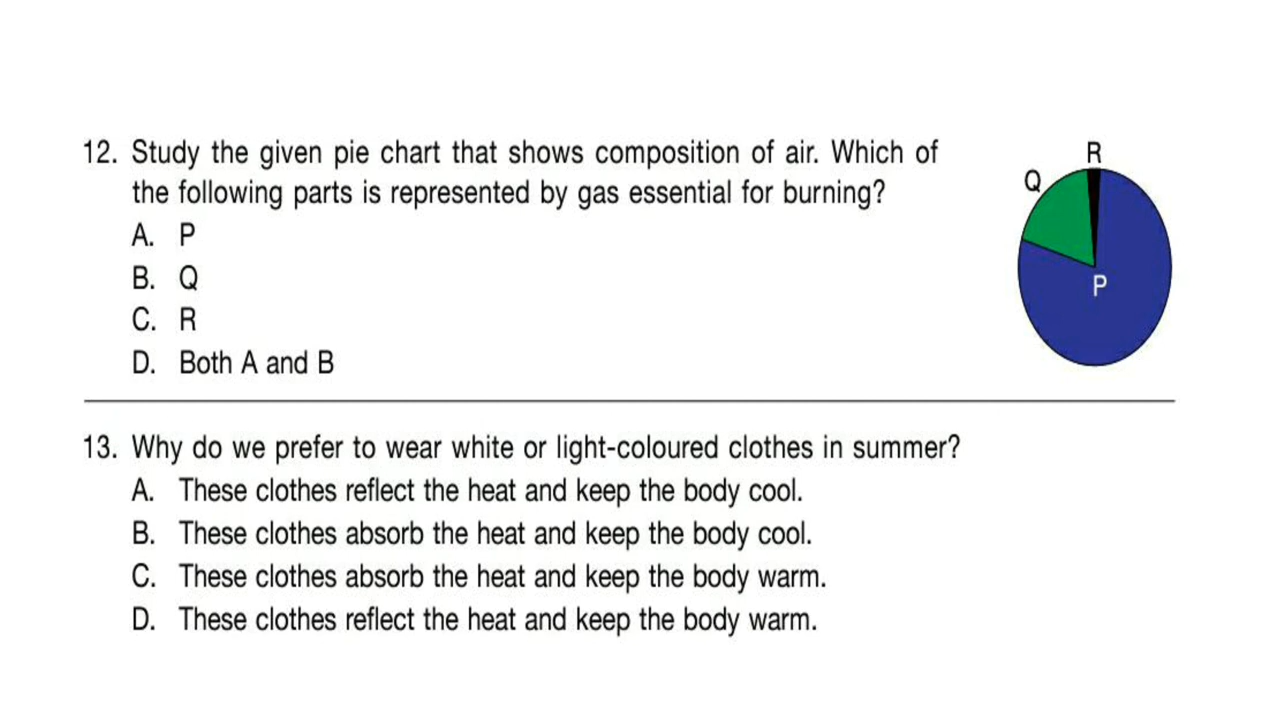 12. Study the given pie chart that shows composition of air. Which of
the following parts is represented by gas essential for burning?
A. P
B. Q
C. R
D. Both A and B
R
Q
P
13. Why do we prefer to wear white or light-coloured clothes in summer?
A. These clothes reflect the heat and keep the body cool.
B. These clothes absorb the heat and keep the body cool.
C. These clothes absorb the heat and keep the body warm.
D. These clothes reflect the heat and keep the body warm.